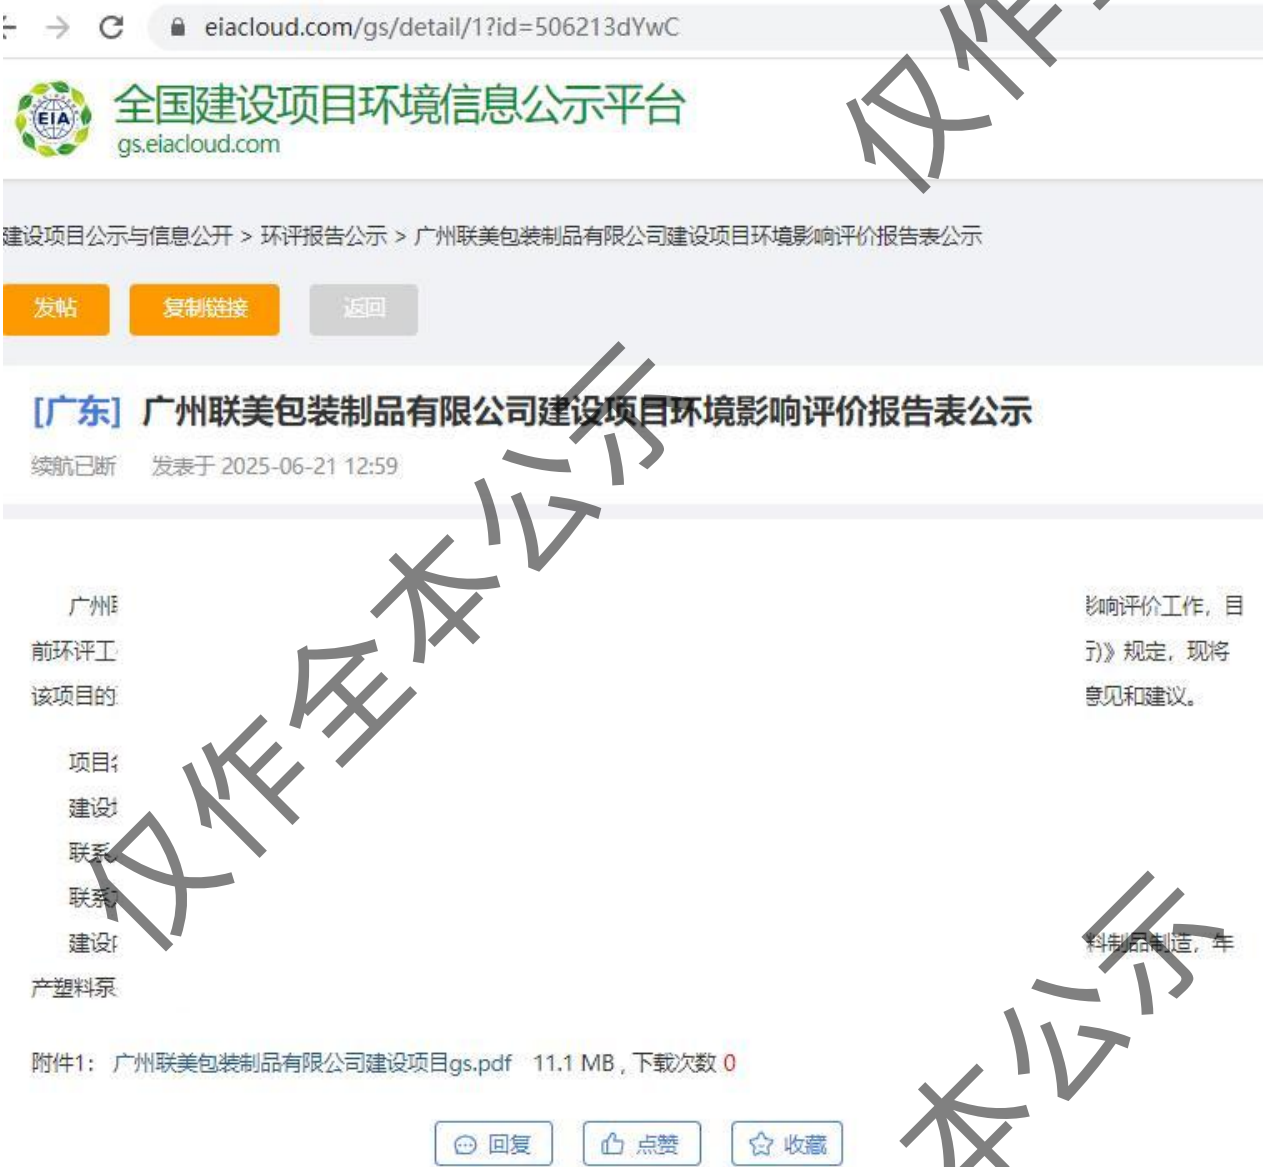 eiacloud.com/gs/detail/1?id=506213dYwC
EIA
全国建设项目环境信息公示平台
gs.eiacloud.com
建设项目公示与信息公开 > 环评报告公示 > 广州联美包装制品有限公司建设项目环境影响评价报告表公示
发帖 复制链接 返回
[广东] 广州联美包装制品有限公司建设项目环境影响评价报告表公示
续航已断 发表于 2025-06-21 12:59
广州 影响评价工作，目
前环评工 行)》规定，现将
该项目的 意见和建议。
项目
建设
联系
联系
建设 料制品制造，年
产塑料泵
附件1： 广州联美包装制品有限公司建设项目gs.pdf 11.1 MB , 下载次数 0
回复 点赞 收藏
仅作全本公示
仅作
本公示